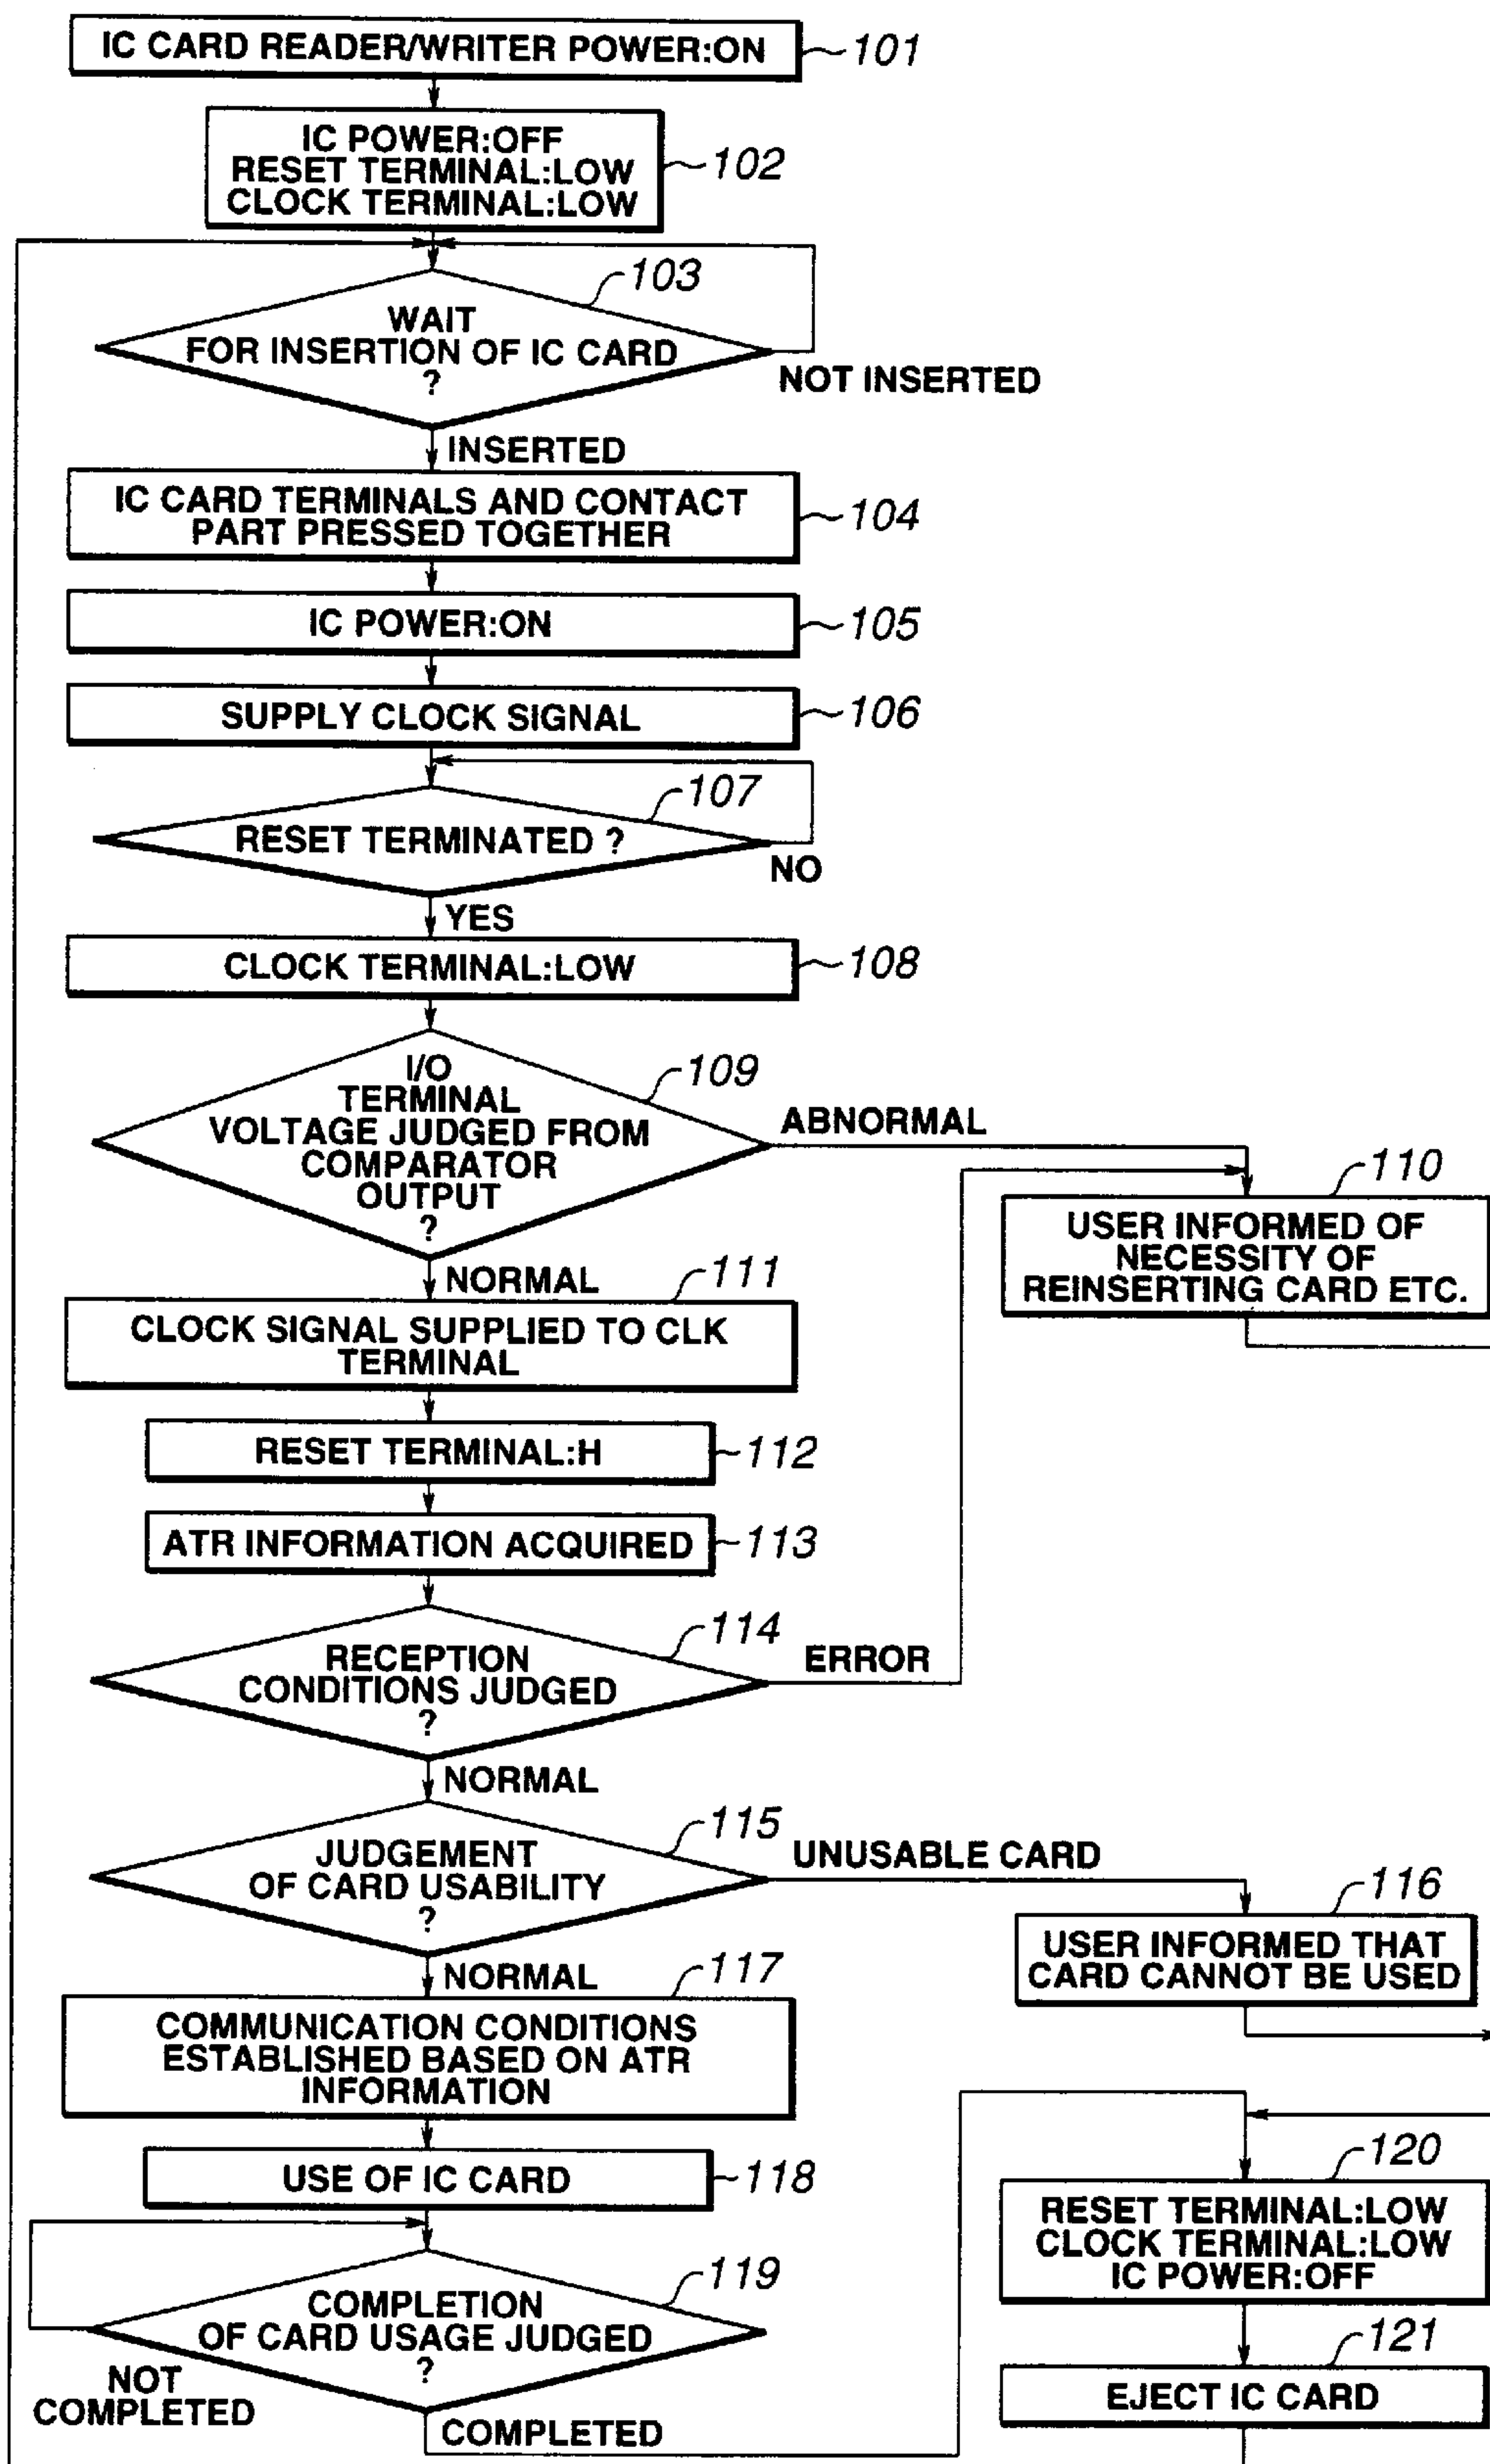 IC CARD READER/WRITER POWER:ON
101
IC POWER:OFF
RESET TERMINAL:LOW
CLOCK TERMINAL:LOW
102
103
WAIT
FOR INSERTION OF IC CARD
?
NOT INSERTED
INSERTED
IC CARD TERMINALS AND CONTACT
PART PRESSED TOGETHER
104
IC POWER:ON
105
SUPPLY CLOCK SIGNAL
106
107
RESET TERMINATED ?
NO
YES
CLOCK TERMINAL:LOW
108
109
I/O
TERMINAL
VOLTAGE JUDGED FROM
COMPARATOR
OUTPUT
?
ABNORMAL
110
USER INFORMED OF
NECESSITY OF
REINSERTING CARD ETC.
NORMAL
111
CLOCK SIGNAL SUPPLIED TO CLK
TERMINAL
RESET TERMINAL:H
112
ATR INFORMATION ACQUIRED
113
114
RECEPTION
CONDITIONS JUDGED
?
ERROR
NORMAL
115
JUDGEMENT
OF CARD USABILITY
?
UNUSABLE CARD
116
USER INFORMED THAT
CARD CANNOT BE USED
NORMAL
117
COMMUNICATION CONDITIONS
ESTABLISHED BASED ON ATR
INFORMATION
USE OF IC CARD
118
119
COMPLETION
OF CARD USAGE JUDGED
?
NOT
COMPLETED
COMPLETED
120
RESET TERMINAL:LOW
CLOCK TERMINAL:LOW
IC POWER:OFF
121
EJECT IC CARD